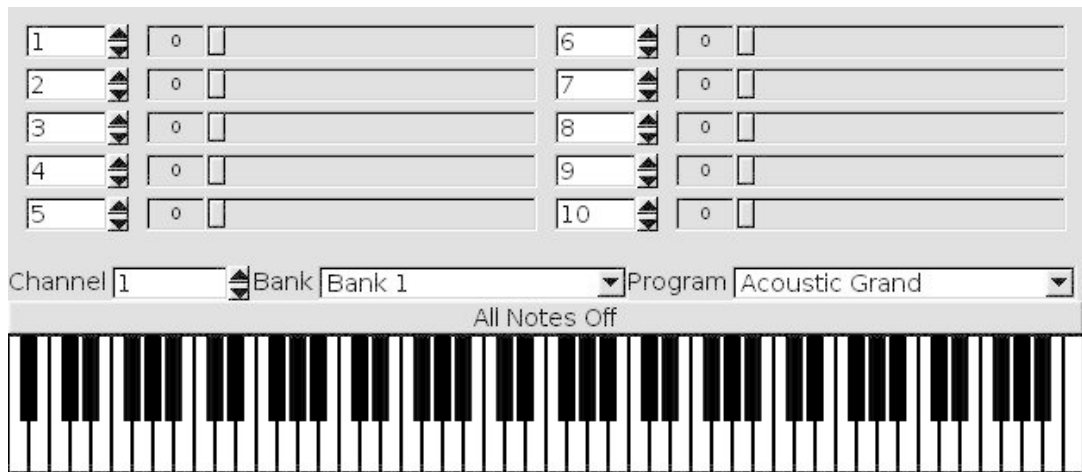 1 0 6 0
2 0 7 0
3 0 8 0
4 0 9 0
5 0 10 0
Channel 1 Bank Bank 1 Program Acoustic Grand
All Notes Off